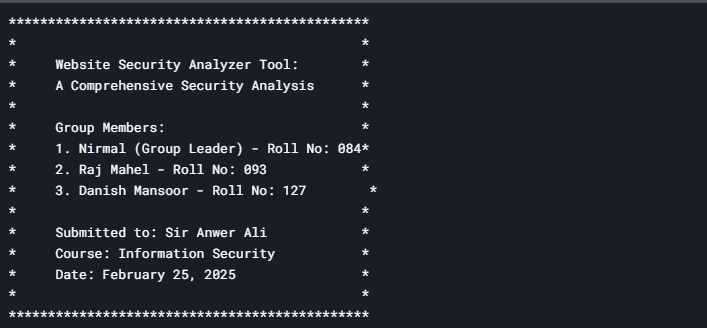 **********************************************
*                                            *
*     Website Security Analyzer Tool:        *
*     A Comprehensive Security Analysis      *
*                                            *
*     Group Members:                         *
*     1. Nirmal (Group Leader) - Roll No: 084*
*     2. Raj Mahel - Roll No: 093            *
*     3. Danish Mansoor - Roll No: 127        *
*                                            *
*     Submitted to: Sir Anwer Ali            *
*     Course: Information Security           *
*     Date: February 25, 2025                *
*                                            *
**********************************************